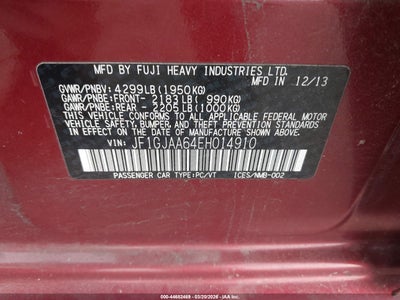 MFD BY FUJI HEAVY INDUSTRIES LTD.
MFD IN JAPAN 12/13
GVWR/PNBV: 4299LB(1950KG)
GAWR/PNBE:FRONT- 2183LB( 990KG)
GAWR/PNBE:REAR - 2205LB(1000KG)
THIS VEHICLE CONFORMS TO ALL APPLICABLE
U.S. FEDERAL MOTOR
VEHICLE SAFETY, BUMPER, AND THEFT PREVENTION
STANDARDS IN EFFECT ON THE DATE OF
MANUFACTURE SHOWN ABOVE.
VIN: JF1GJAA64EH014910
PASSENGER CAR TYPE:PC/VT ICES/NMB-002